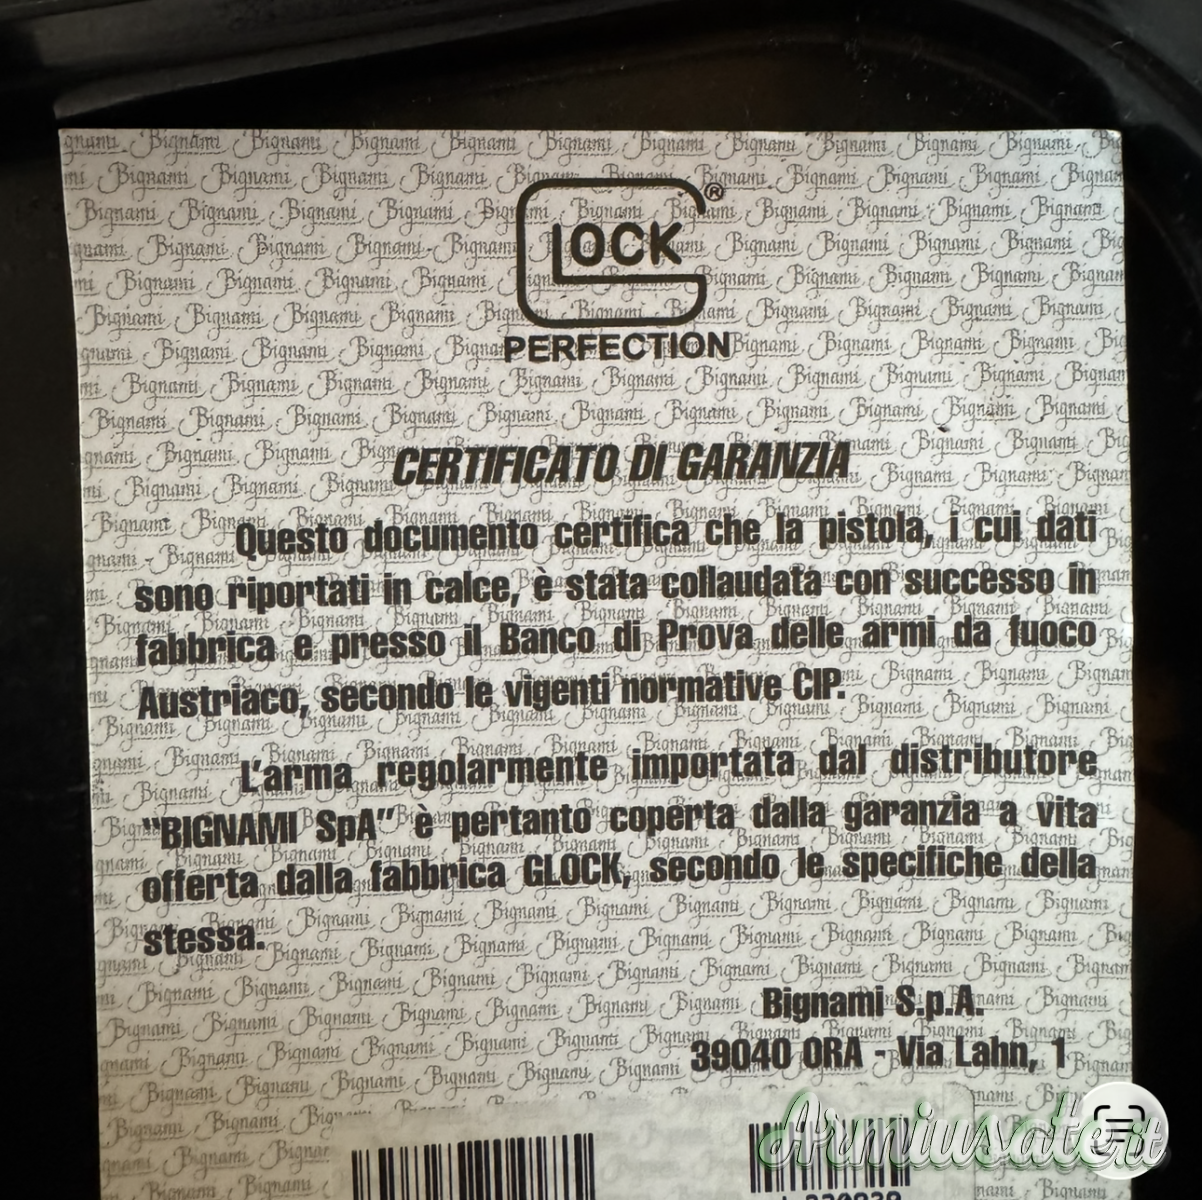 GLOCK®
PERFECTION
CERTIFICATO DI GARANZIA
Questo documento certifica che la pistola, i cui dati
sono riportati in calce, è stata collaudata con successo in
fabbrica e presso il Banco di Prova delle armi da fuoco
Austriaco, secondo le vigenti normative CIP.
L'arma regolarmente importata dal distributore
"BIGNAMI SpA" è pertanto coperta dalla garanzia a vita
offerta dalla fabbrica GLOCK, secondo le specifiche della
stessa.
Bignami S.p.A.
39040 ORA - Via Lahn, 1
Armiusate.it